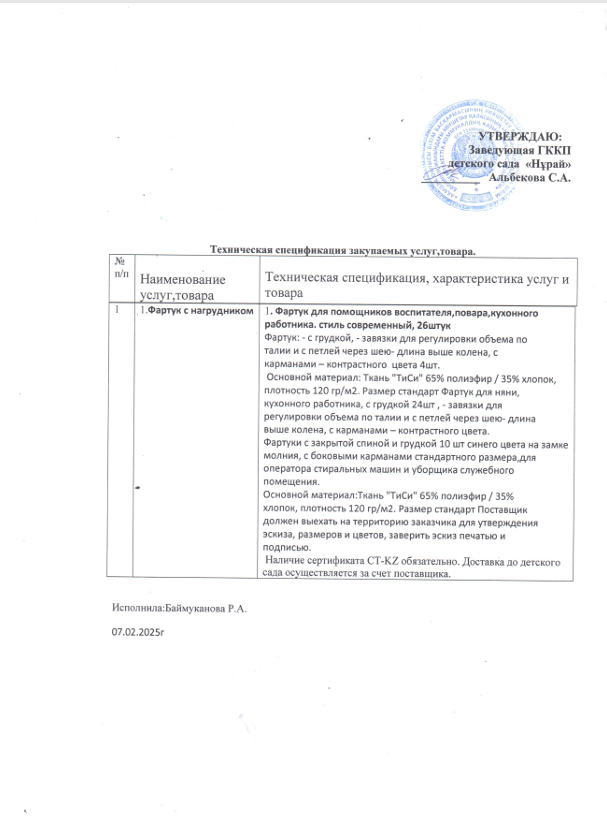 УТВЕРЖДАЮ:
Заведующая ГККП
детского сада «Нұрай»
Альбекова С.А.
Техническая спецификация закупаемых услуг,товара.
№
п/п
Наименование
услуг,товара
Техническая спецификация, характеристика услуг и
товара
1
1.Фартук с нагрудником
1. Фартук для помощников воспитателя,повара,кухонного
работника. стиль современный, 26штук
Фартук: - с грудкой, - завязки для регулировки объема по
талии и с петлей через шею- длина выше колена, с
карманами – контрастного цвета 4шт.
Основной материал: Ткань "ТиСи" 65% полиэфир / 35% хлопок,
плотность 120 гр/м2. Размер стандарт Фартук для няни,
кухонного работника, с грудкой 24шт , - завязки для
регулировки объема по талии и с петлей через шею- длина
выше колена, с карманами – контрастного цвета.
Фартуки с закрытой спиной и грудкой 10 шт синего цвета на замке
молния, с боковыми карманами стандартного размера,для
оператора стиральных машин и уборщика служебного
помещения.
Основной материал:Ткань "ТиСи" 65% полиэфир / 35%
хлопок, плотность 120 гр/м2. Размер стандарт Поставщик
должен выехать на территорию заказчика для утверждения
эскиза, размеров и цветов, заверить эскиз печатью и
подписью.
Наличие сертификата CT-KZ обязательно. Доставка до детского
сада осуществляется за счет поставщика.
Исполнила:Баймуканова Р.А.
07.02.2025г